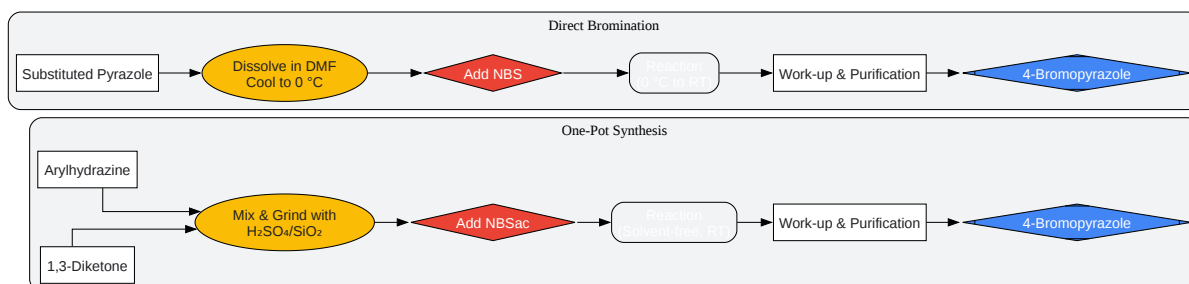 Direct Bromination
Substituted Pyrazole
Dissolve in DMF
Cool to 0 °C
Add NBS
Reaction
(0 °C to RT)
Work-up & Purification
4-Bromopyrazole
One-Pot Synthesis
Arylhydrazine
1,3-Diketone
Mix & Grind with
H₂SO₄/SiO₂
Add NBSac
Reaction
(Solvent-free, RT)
Work-up & Purification
4-Bromopyrazole